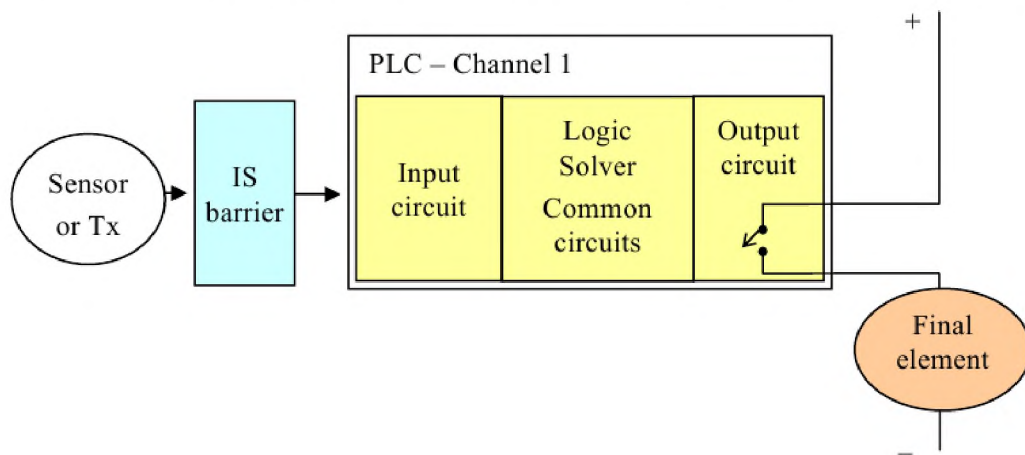 +
PLC – Channel 1
Sensor
or Tx
IS
barrier
Input
circuit
Logic
Solver
Common
circuits
Output
circuit
Final
element
–